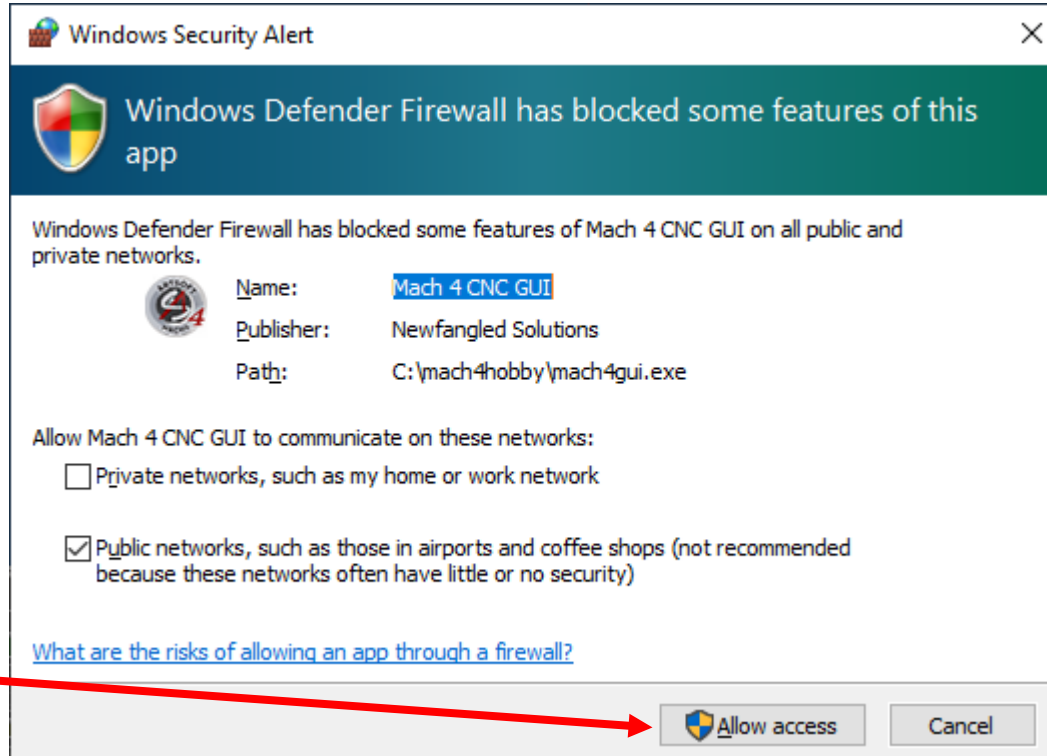 Windows Security Alert
Windows Defender Firewall has blocked some features of this
app
Windows Defender Firewall has blocked some features of Mach 4 CNC GUI on all public and
private networks.
Name: Mach 4 CNC GUI
Publisher: Newfangled Solutions
Path: C:\mach4hobby\mach4gui.exe
Allow Mach 4 CNC GUI to communicate on these networks:
Private networks, such as my home or work network
Public networks, such as those in airports and coffee shops (not recommended
because these networks often have little or no security)
What are the risks of allowing an app through a firewall?
Allow access Cancel